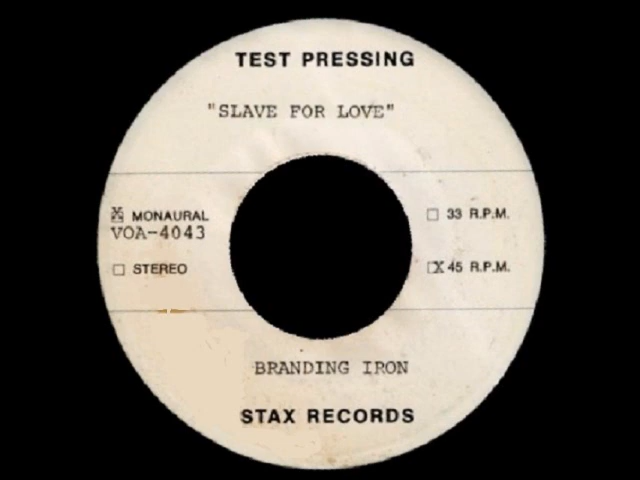 TEST PRESSING
"SLAVE FOR LOVE"
☒ MONAURAL
VOA-4043
☐ STEREO
☐ 33 R.P.M.
☒ 45 R.P.M.
BRANDING IRON
STAX RECORDS